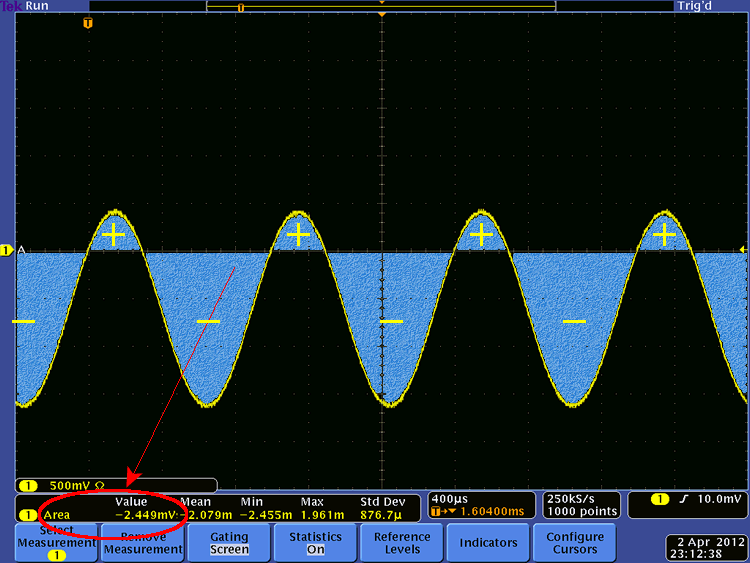 Tek Run Trig'd
T
T
+ + + +
1 A
− − − −
1 500mV Ω
Value Mean Min Max Std Dev
1 Area −2.449mV −2.079m −2.455m 1.961m 876.7µ
400µs
T→▼ 1.60400ms
250kS/s
1000 points
1 10.0mV
Select Measurement 1
Remove Measurement
Gating Screen
Statistics On
Reference Levels
Indicators
Configure Cursors
2 Apr 2012
23:12:38